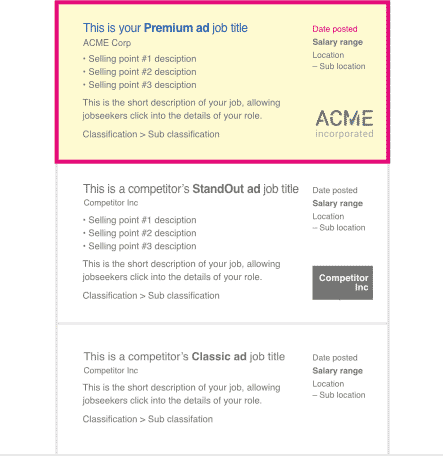 This is your Premium ad job title
Date posted
ACME Corp
Salary range
• Selling point #1 desciption
Location
• Selling point #2 desciption
– Sub location
• Selling point #3 desciption
This is the short description of your job, allowing
jobseekers click into the details of your role.
ACME
incorporated
Classification > Sub classification
This is a competitor's StandOut ad job title
Date posted
Competitor Inc
Salary range
• Selling point #1 desciption
Location
• Selling point #2 desciption
– Sub location
• Selling point #3 desciption
This is the short description of your job, allowing
jobseekers click into the details of your role.
Competitor
Inc
Classification > Sub classification
This is a competitor's Classic ad job title
Date posted
Competitor Inc
Salary range
This is the short description of your job, allowing
Location
jobseekers click into the details of your role.
– Sub location
Classification > Sub classifation